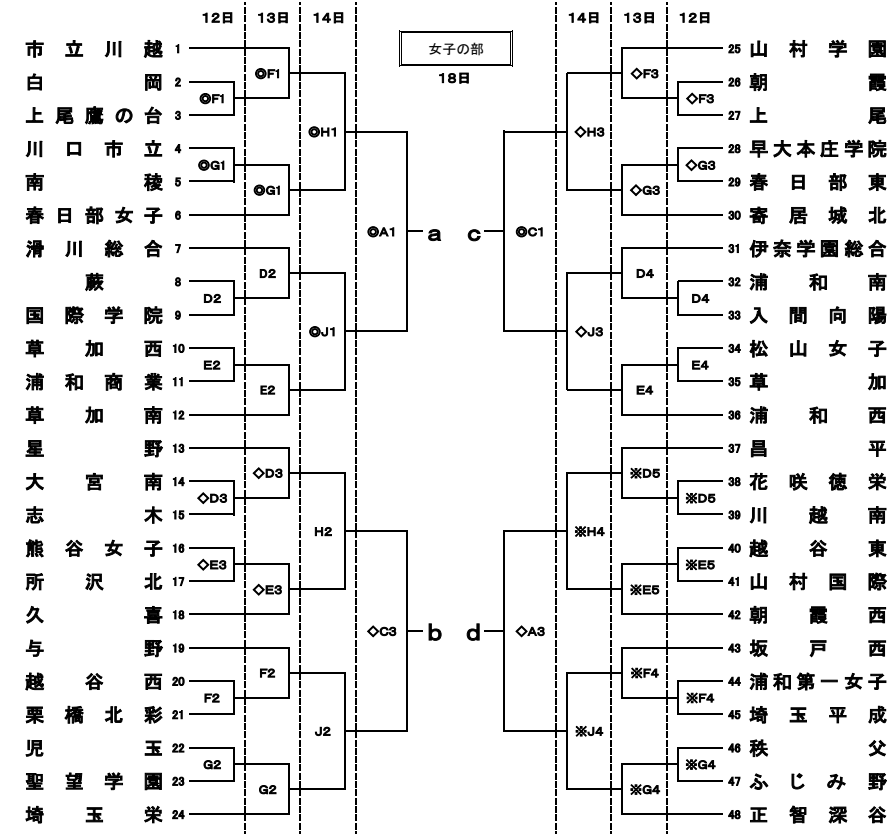 12日 13日 14日 14日 13日 12日
女子の部
18日
市立川越 1 25 山村学園
◎F1 ◇F3
白岡 2 26 朝霞
◎F1 ◇F3
上尾鷹の台 3 27 上尾
◎H1 ◇H3
川口市立 4 28 早大本庄学院
◎G1 ◇G3
南稜 5 29 春日部東
◎G1 ◇G3
春日部女子 6 30 寄居城北
◎A1 a c ◎C1
滑川総合 7 31 伊奈学園総合
D2 D4
蕨 8 32 浦和南
D2 D4
国際学院 9 33 入間向陽
◎J1 ◇J3
草加西 10 34 松山女子
E2 E4
浦和商業 11 35 草加
E2 E4
草加南 12 36 浦和西
星野 13 37 昌平
◇D3 ※D5
大宮南 14 38 花咲徳栄
◇D3 ※D5
志木 15 39 川越南
H2 ※H4
熊谷女子 16 40 越谷東
◇E3 ※E5
所沢北 17 41 山村国際
◇E3 ※E5
久喜 18 42 朝霞西
◇C3 b d ◇A3
与野 19 43 坂戸西
F2 ※F4
越谷西 20 44 浦和第一女子
F2 ※F4
栗橋北彩 21 45 埼玉平成
J2 ※J4
児玉 22 46 秩父
G2 ※G4
聖望学園 23 47 ふじみ野
G2 ※G4
埼玉栄 24 48 正智深谷